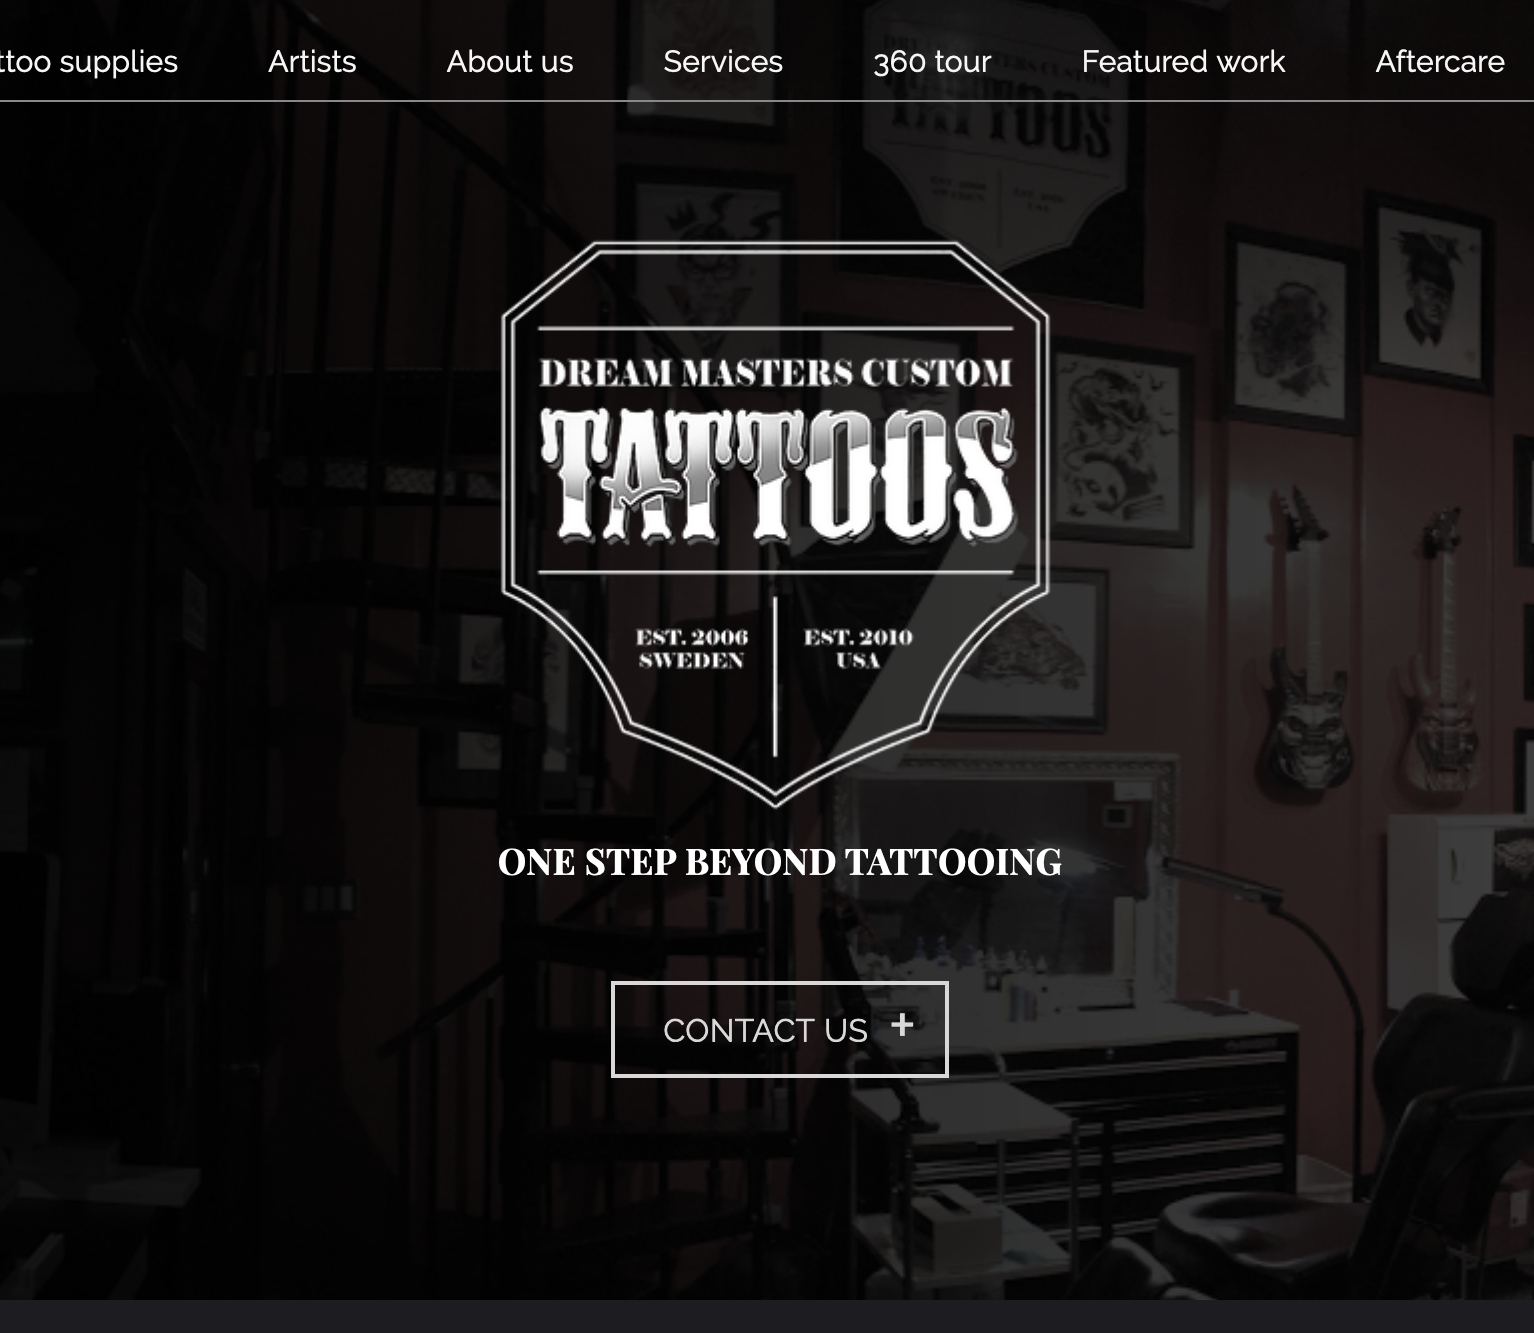 ttoo supplies Artists About us Services 360 tour Featured work Aftercare
DREAM MASTERS CUSTOM
TATTOOS
EST. 2006 EST. 2010
SWEDEN USA
ONE STEP BEYOND TATTOOING
CONTACT US +